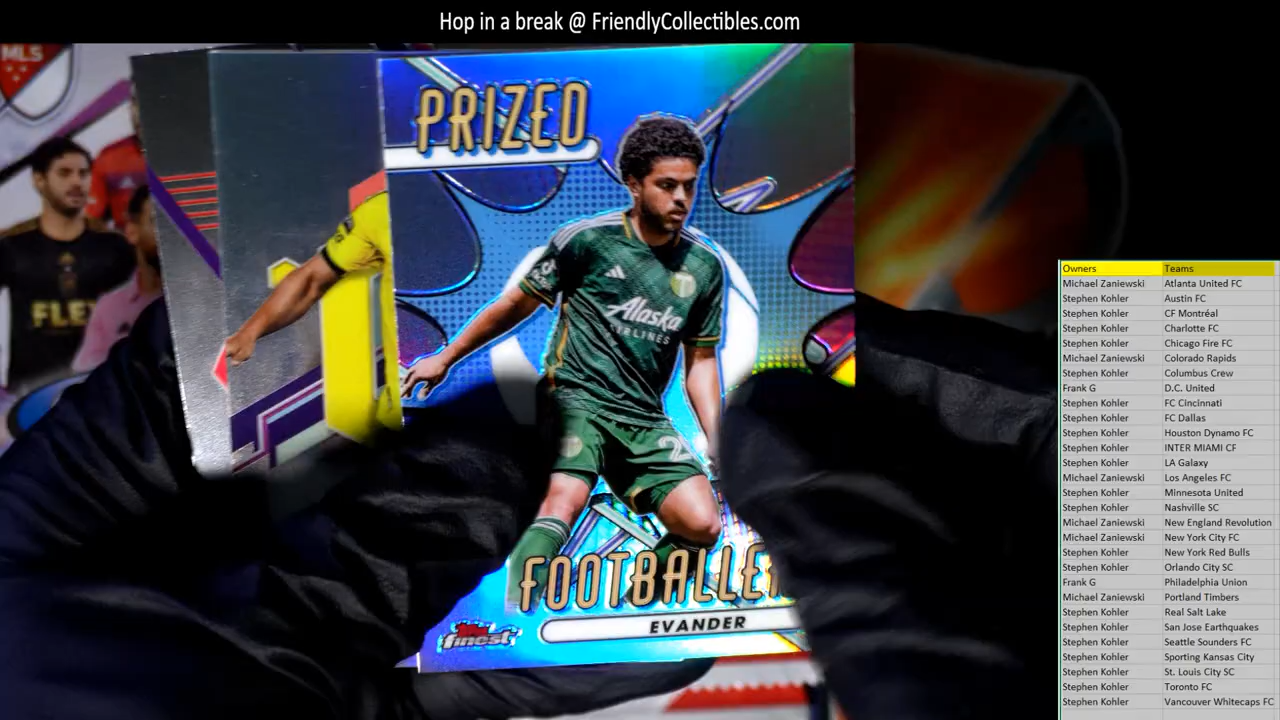 Hop in a break @ FriendlyCollectibles.com
MLS
PRIZED
FLEX
Alaska
AIRLINES
FOOTBALLE
EVANDER
Topps
finest
Owners Teams
Michael Zaniewski Atlanta United FC
Stephen Kohler Austin FC
Stephen Kohler CF Montréal
Stephen Kohler Charlotte FC
Stephen Kohler Chicago Fire FC
Michael Zaniewski Colorado Rapids
Stephen Kohler Columbus Crew
Frank G D.C. United
Stephen Kohler FC Cincinnati
Stephen Kohler FC Dallas
Stephen Kohler Houston Dynamo FC
Stephen Kohler INTER MIAMI CF
Stephen Kohler LA Galaxy
Michael Zaniewski Los Angeles FC
Stephen Kohler Minnesota United
Stephen Kohler Nashville SC
Michael Zaniewski New England Revolution
Michael Zaniewski New York City FC
Stephen Kohler New York Red Bulls
Stephen Kohler Orlando City SC
Frank G Philadelphia Union
Michael Zaniewski Portland Timbers
Stephen Kohler Real Salt Lake
Stephen Kohler San Jose Earthquakes
Stephen Kohler Seattle Sounders FC
Stephen Kohler Sporting Kansas City
Stephen Kohler St. Louis City SC
Stephen Kohler Toronto FC
Stephen Kohler Vancouver Whitecaps FC